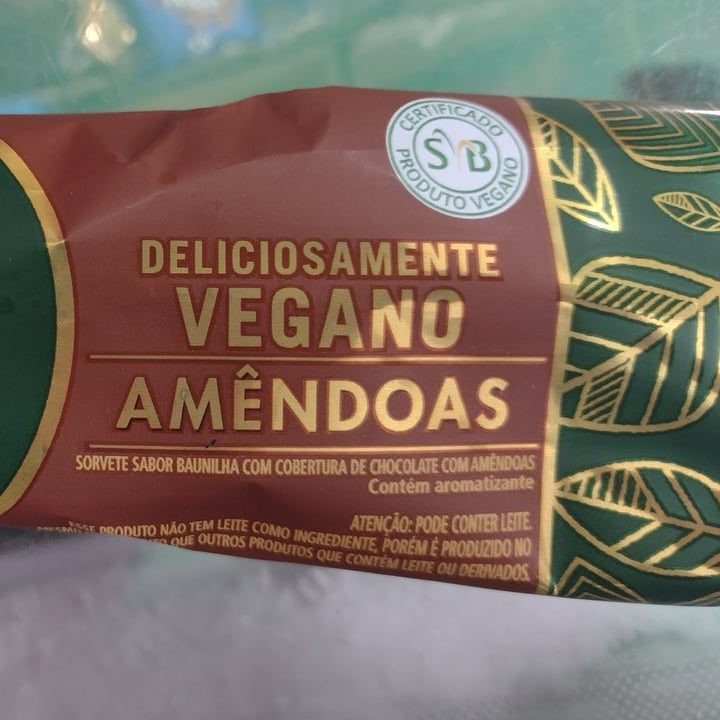 CERTIFICADO
SVB
PRODUTO VEGANO
DELICIOSAMENTE
VEGANO
AMÊNDOAS
SORVETE SABOR BAUNILHA COM COBERTURA DE CHOCOLATE COM AMÊNDOAS
Contém aromatizante
ATENÇÃO: PODE CONTER LEITE.
ESSE PRODUTO NÃO TEM LEITE COMO INGREDIENTE, PORÉM É PRODUZIDO NO
QUE OUTROS PRODUTOS QUE CONTÊM LEITE OU DERIVADOS.